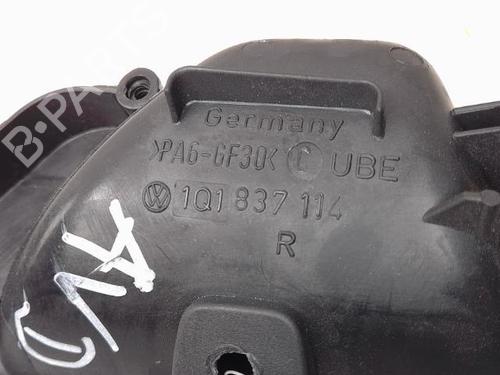 B-PARTS
Germany
>PA6-GF30< UBE
1Q1 837 114
R